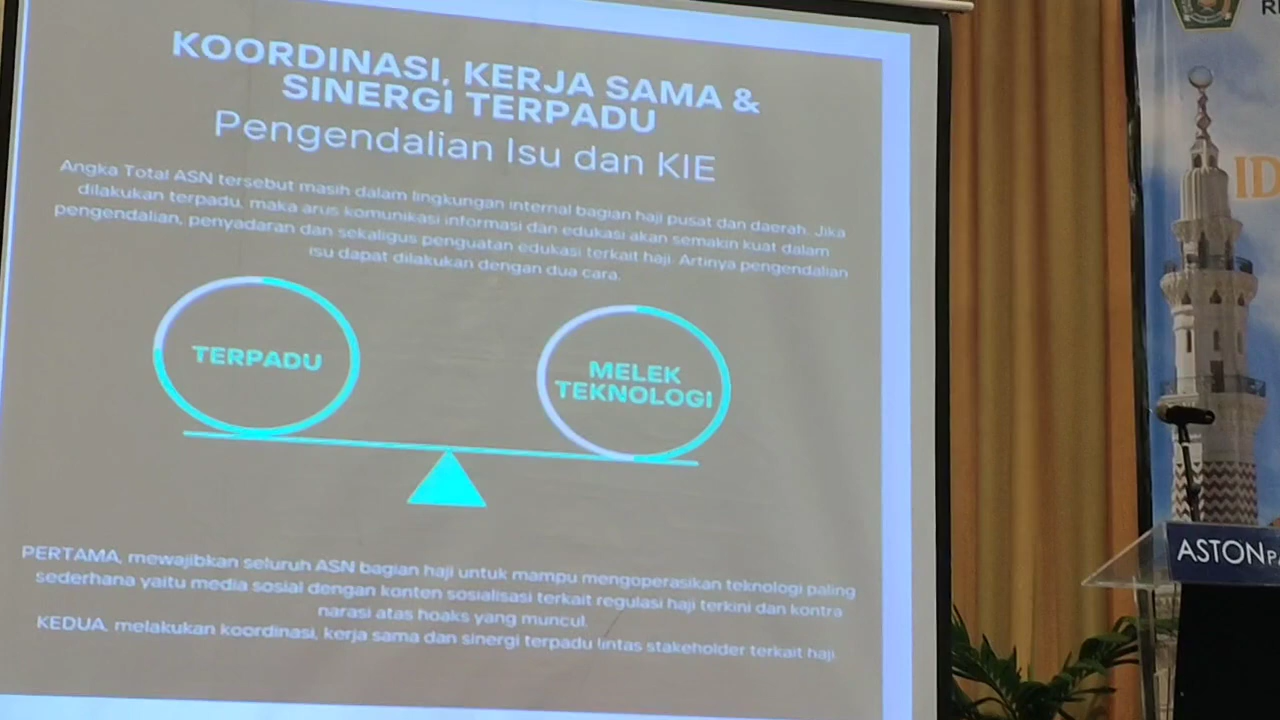 KOORDINASI, KERJA SAMA &
SINERGI TERPADU
Pengendalian Isu dan KIE
Angka Total ASN tersebut masih dalam lingkungan internal bagian haji pusat dan daerah. Jika
dilakukan terpadu, maka arus komunikasi informasi dan edukasi akan semakin kuat dalam
pengendalian, penyadaran dan sekaligus penguatan edukasi terkait haji. Artinya pengendalian
isu dapat dilakukan dengan dua cara.
TERPADU
MELEK
TEKNOLOGI
PERTAMA, mewajibkan seluruh ASN bagian haji untuk mampu mengoperasikan teknologi paling
sederhana yaitu media sosial dengan konten sosialisasi terkait regulasi haji terkini dan kontra
narasi atas hoaks yang muncul.
KEDUA, melakukan koordinasi, kerja sama dan sinergi terpadu lintas stakeholder terkait haji.
ID
ASTON